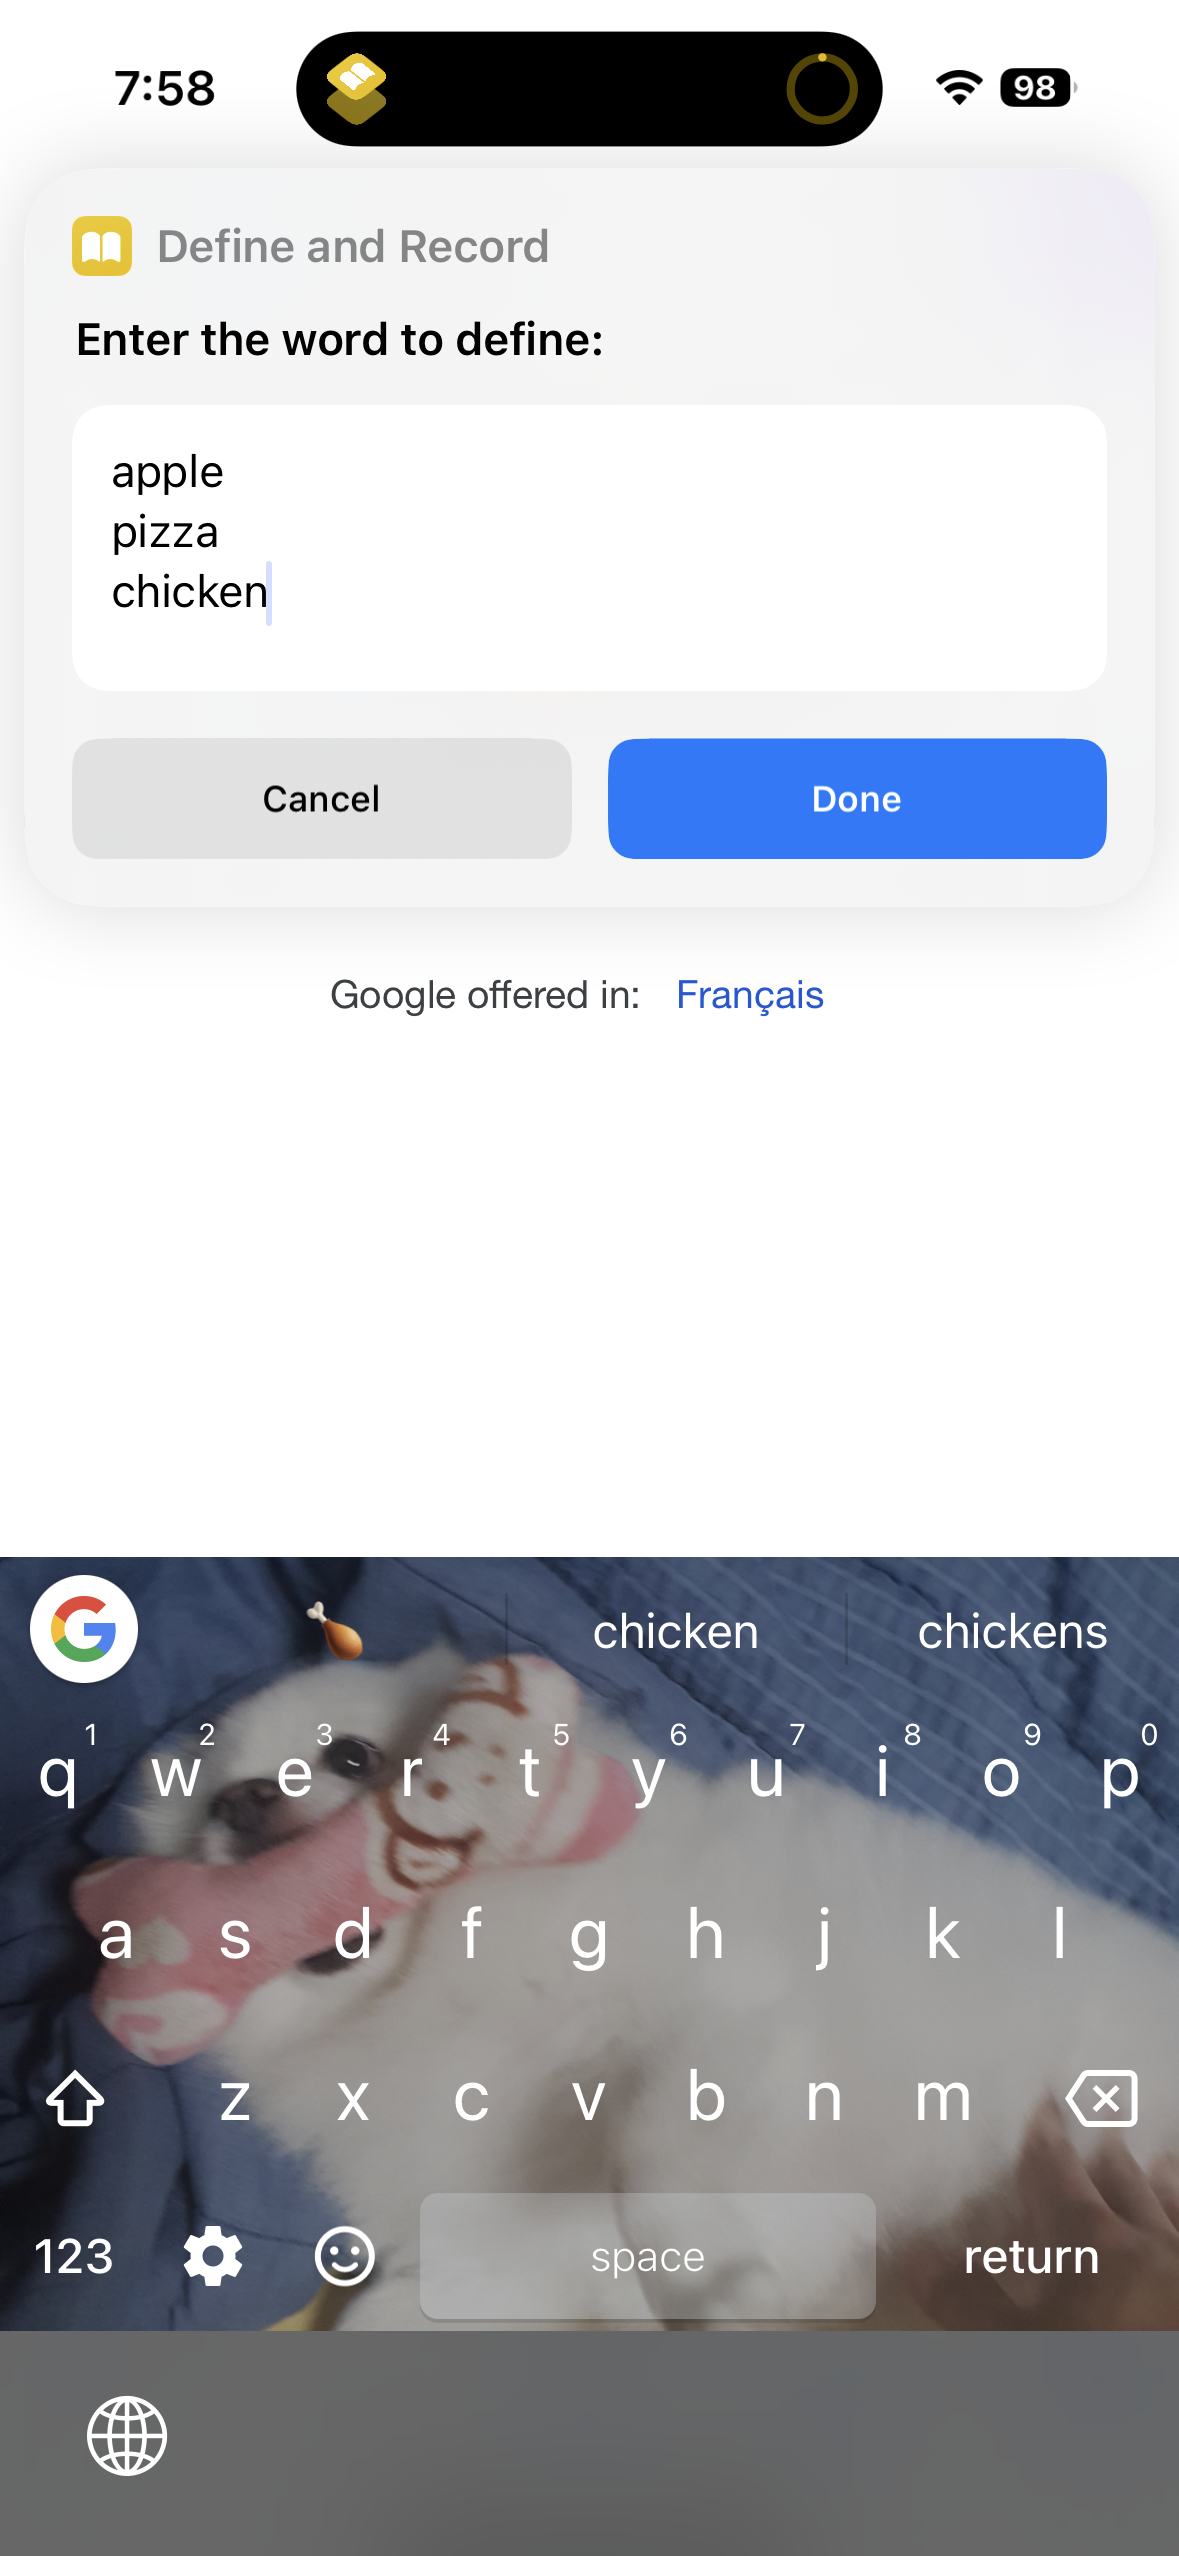 7:58
98
Define and Record
Enter the word to define:
apple
pizza
chicken
Cancel
Done
Google offered in: Français
chicken
chickens
1 2 3 4 5 6 7 8 9 0
q w e r t y u i o p
a s d f g h j k l
z x c v b n m
123
space
return